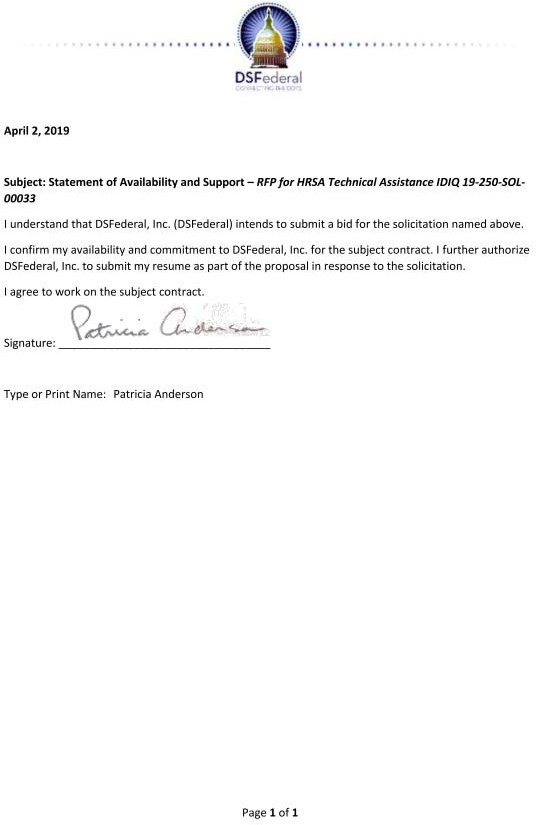 DSFederal
CONNECTING THE DOTS
April 2, 2019
Subject: Statement of Availability and Support – RFP for HRSA Technical Assistance IDIQ 19-250-SOL-
00033
I understand that DSFederal, Inc. (DSFederal) intends to submit a bid for the solicitation named above.
I confirm my availability and commitment to DSFederal, Inc. for the subject contract. I further authorize
DSFederal, Inc. to submit my resume as part of the proposal in response to the solicitation.
I agree to work on the subject contract.
Patricia Anderson
Signature:
Type or Print Name: Patricia Anderson
Page 1 of 1